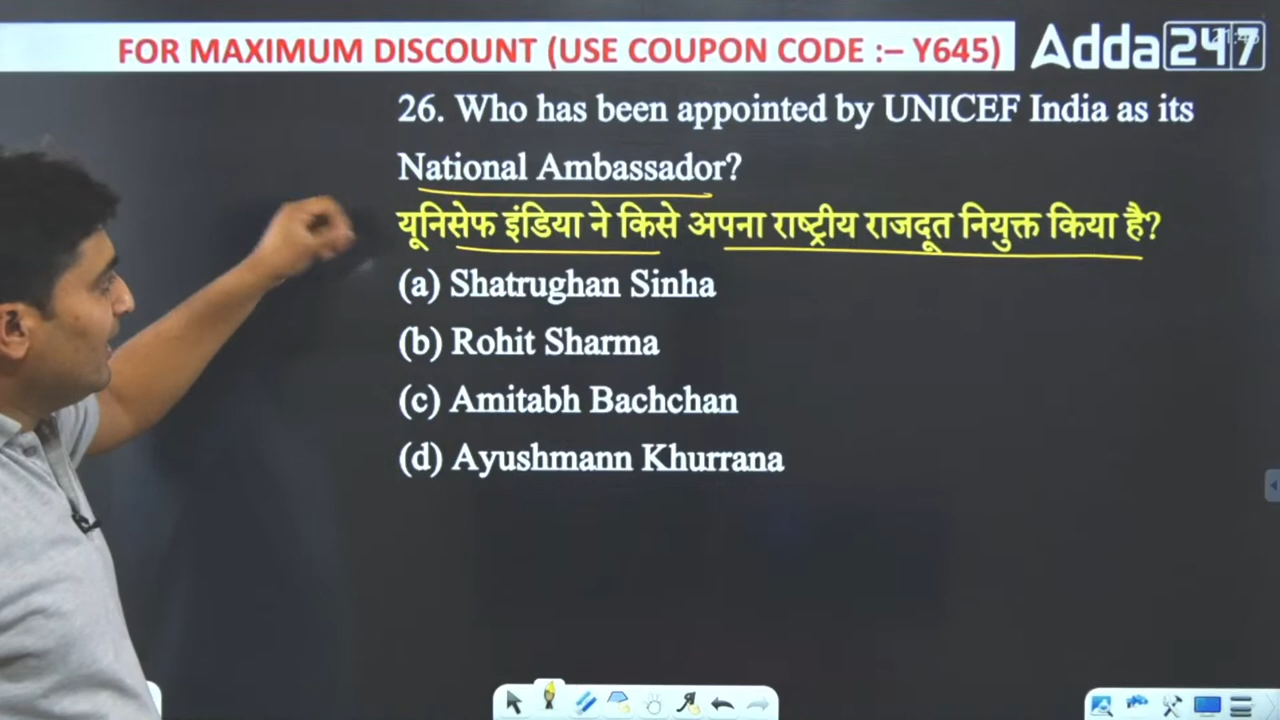 FOR MAXIMUM DISCOUNT (USE COUPON CODE :– Y645)
Adda247
26. Who has been appointed by UNICEF India as its
National Ambassador?
यूनिसेफ इंडिया ने किसे अपना राष्ट्रीय राजदूत नियुक्त किया है?
(a) Shatrughan Sinha
(b) Rohit Sharma
(c) Amitabh Bachchan
(d) Ayushmann Khurrana